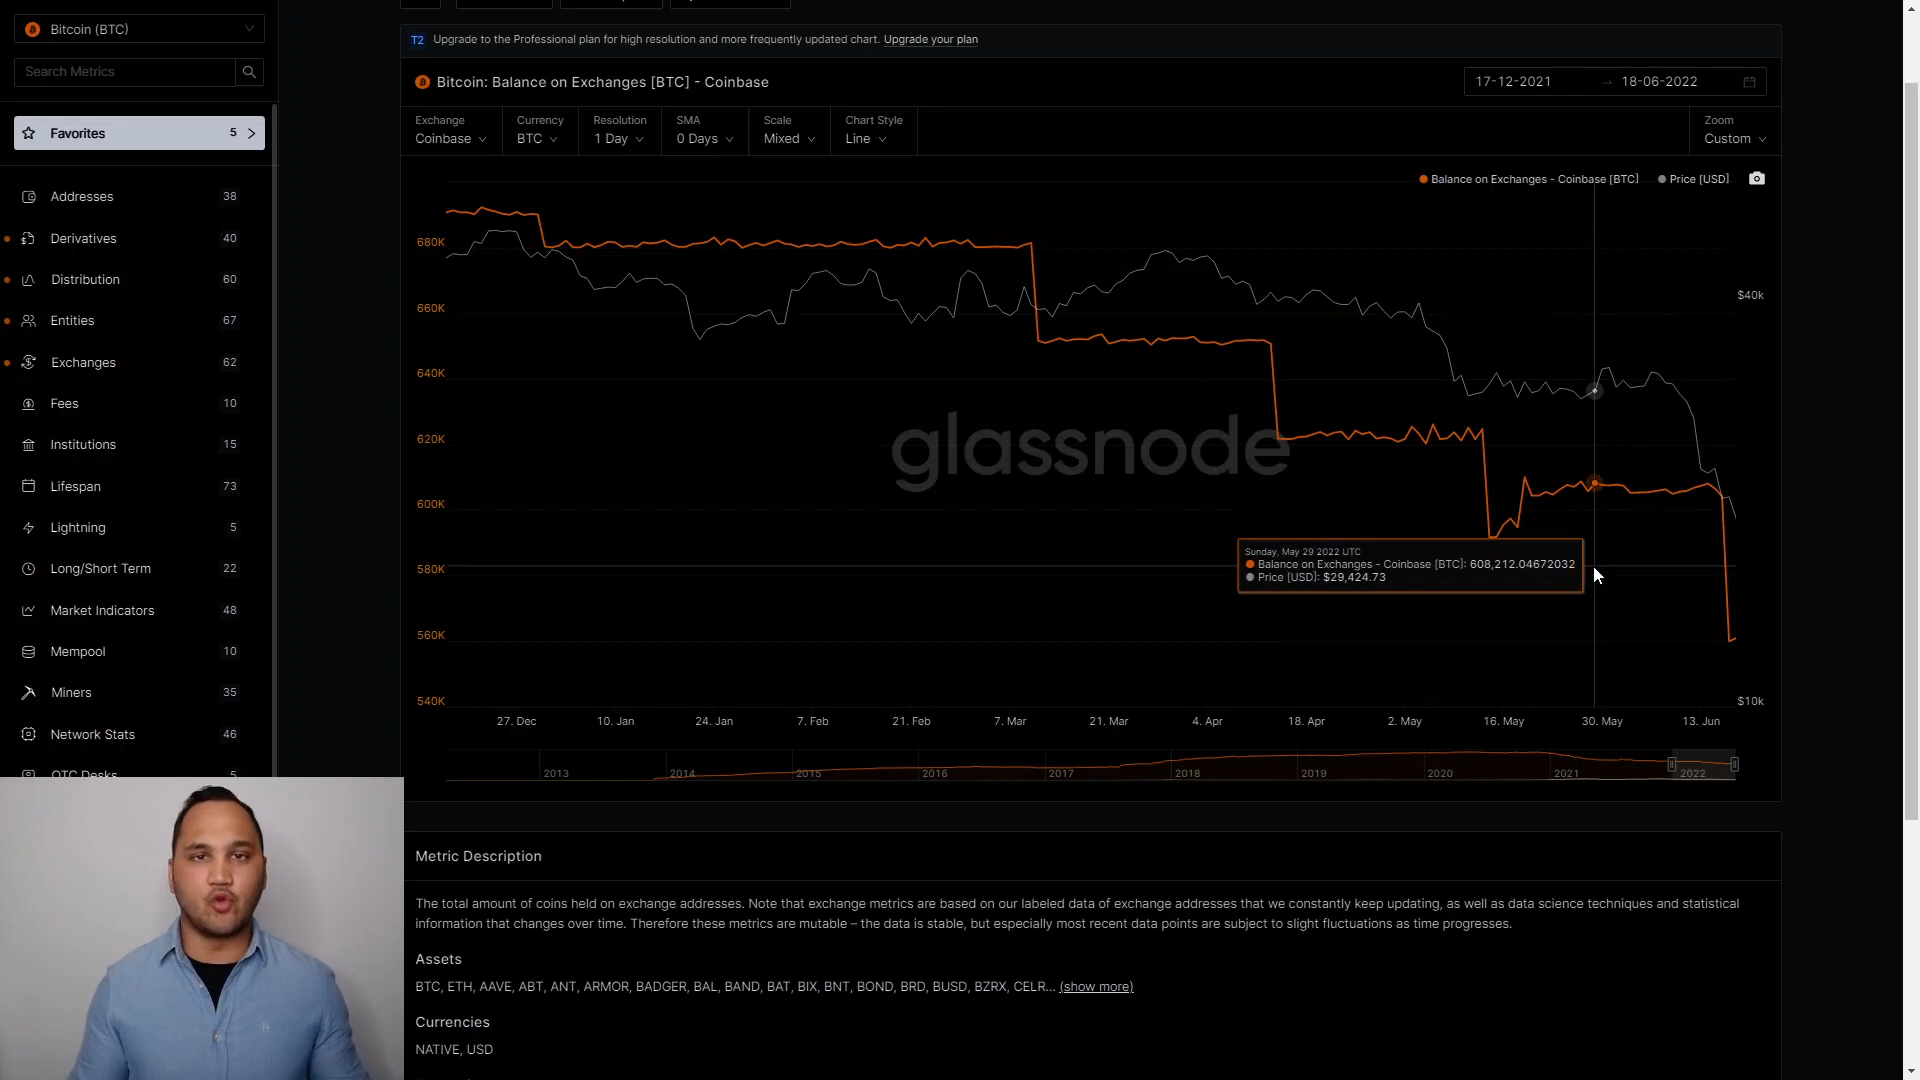 Bitcoin (BTC)
Search Metrics
Favorites 5
Addresses 38
Derivatives 40
Distribution 60
Entities 67
Exchanges 62
Fees 10
Institutions 15
Lifespan 73
Lightning 5
Long/Short Term 22
Market Indicators 48
Mempool 10
Miners 35
Network Stats 46
OTC Desks 5
T2 Upgrade to the Professional plan for high resolution and more frequently updated chart. Upgrade your plan
Bitcoin: Balance on Exchanges [BTC] - Coinbase
17-12-2021 → 18-06-2022
Exchange Currency Resolution SMA Scale Chart Style Zoom
Coinbase BTC 1 Day 0 Days Mixed Line Custom
Balance on Exchanges - Coinbase [BTC] Price [USD]
680K
660K
640K
620K
600K
580K
560K
540K
$40k
$10k
glassnode
Sunday, May 29 2022 UTC
Balance on Exchanges - Coinbase [BTC]: 608,212.04672032
Price [USD]: $29,424.73
27. Dec 10. Jan 24. Jan 7. Feb 21. Feb 7. Mar 21. Mar 4. Apr 18. Apr 2. May 16. May 30. May 13. Jun
2013 2014 2015 2016 2017 2018 2019 2020 2021 2022
Metric Description
The total amount of coins held on exchange addresses. Note that exchange metrics are based on our labeled data of exchange addresses that we constantly keep updating, as well as data science techniques and statistical
information that changes over time. Therefore these metrics are mutable – the data is stable, but especially most recent data points are subject to slight fluctuations as time progresses.
Assets
BTC, ETH, AAVE, ABT, ANT, ARMOR, BADGER, BAL, BAND, BAT, BIX, BNT, BOND, BRD, BUSD, BZRX, CELR... (show more)
Currencies
NATIVE, USD